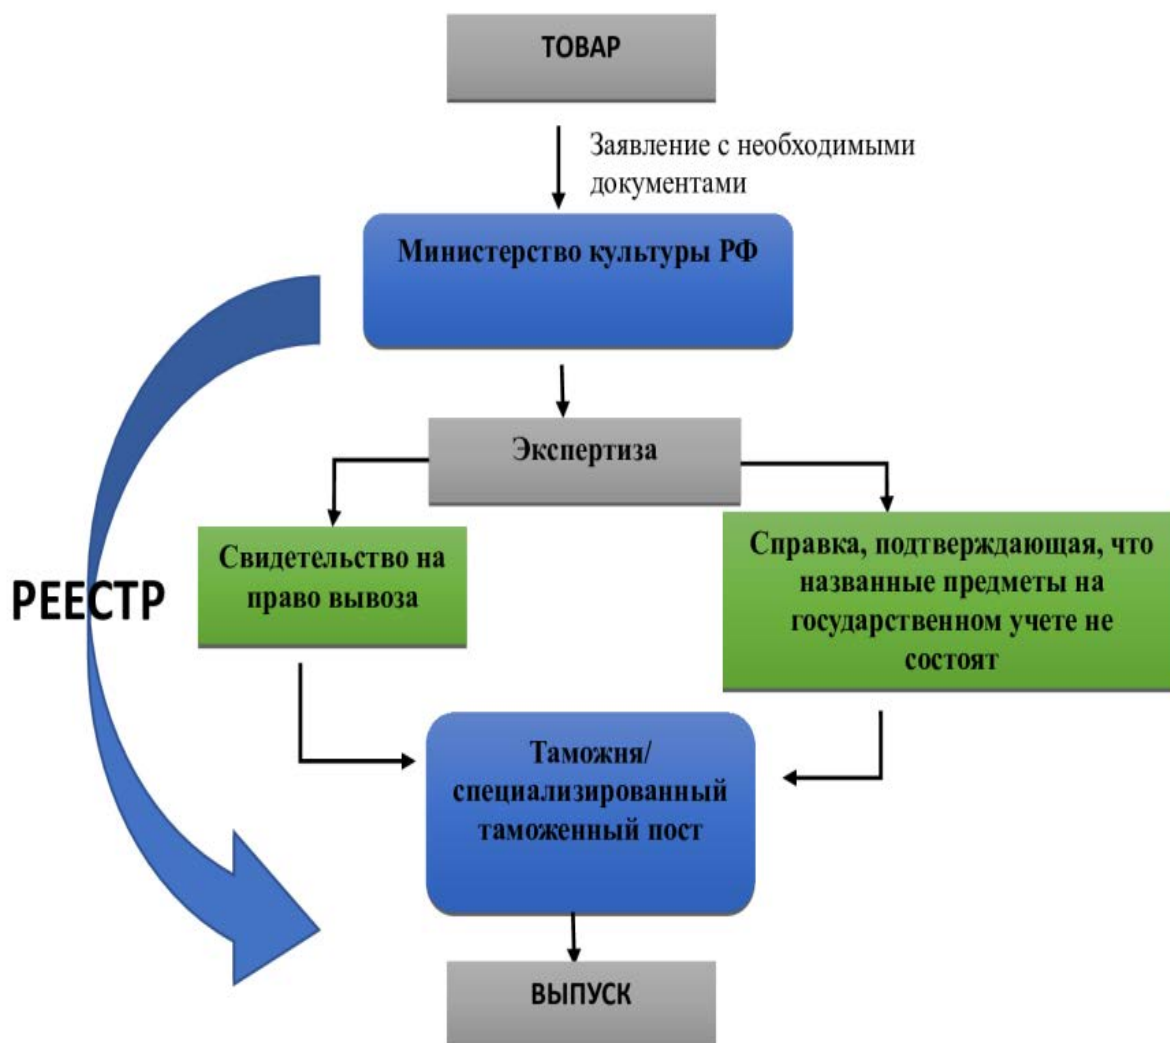 ТОВАР
Заявление с необходимыми
документами
Министерство культуры РФ
Экспертиза
Свидетельство на
право вывоза
Справка, подтверждающая, что
названные предметы на
государственном учете не
состоят
РЕЕСТР
Таможня/
специализированный
таможенный пост
ВЫПУСК